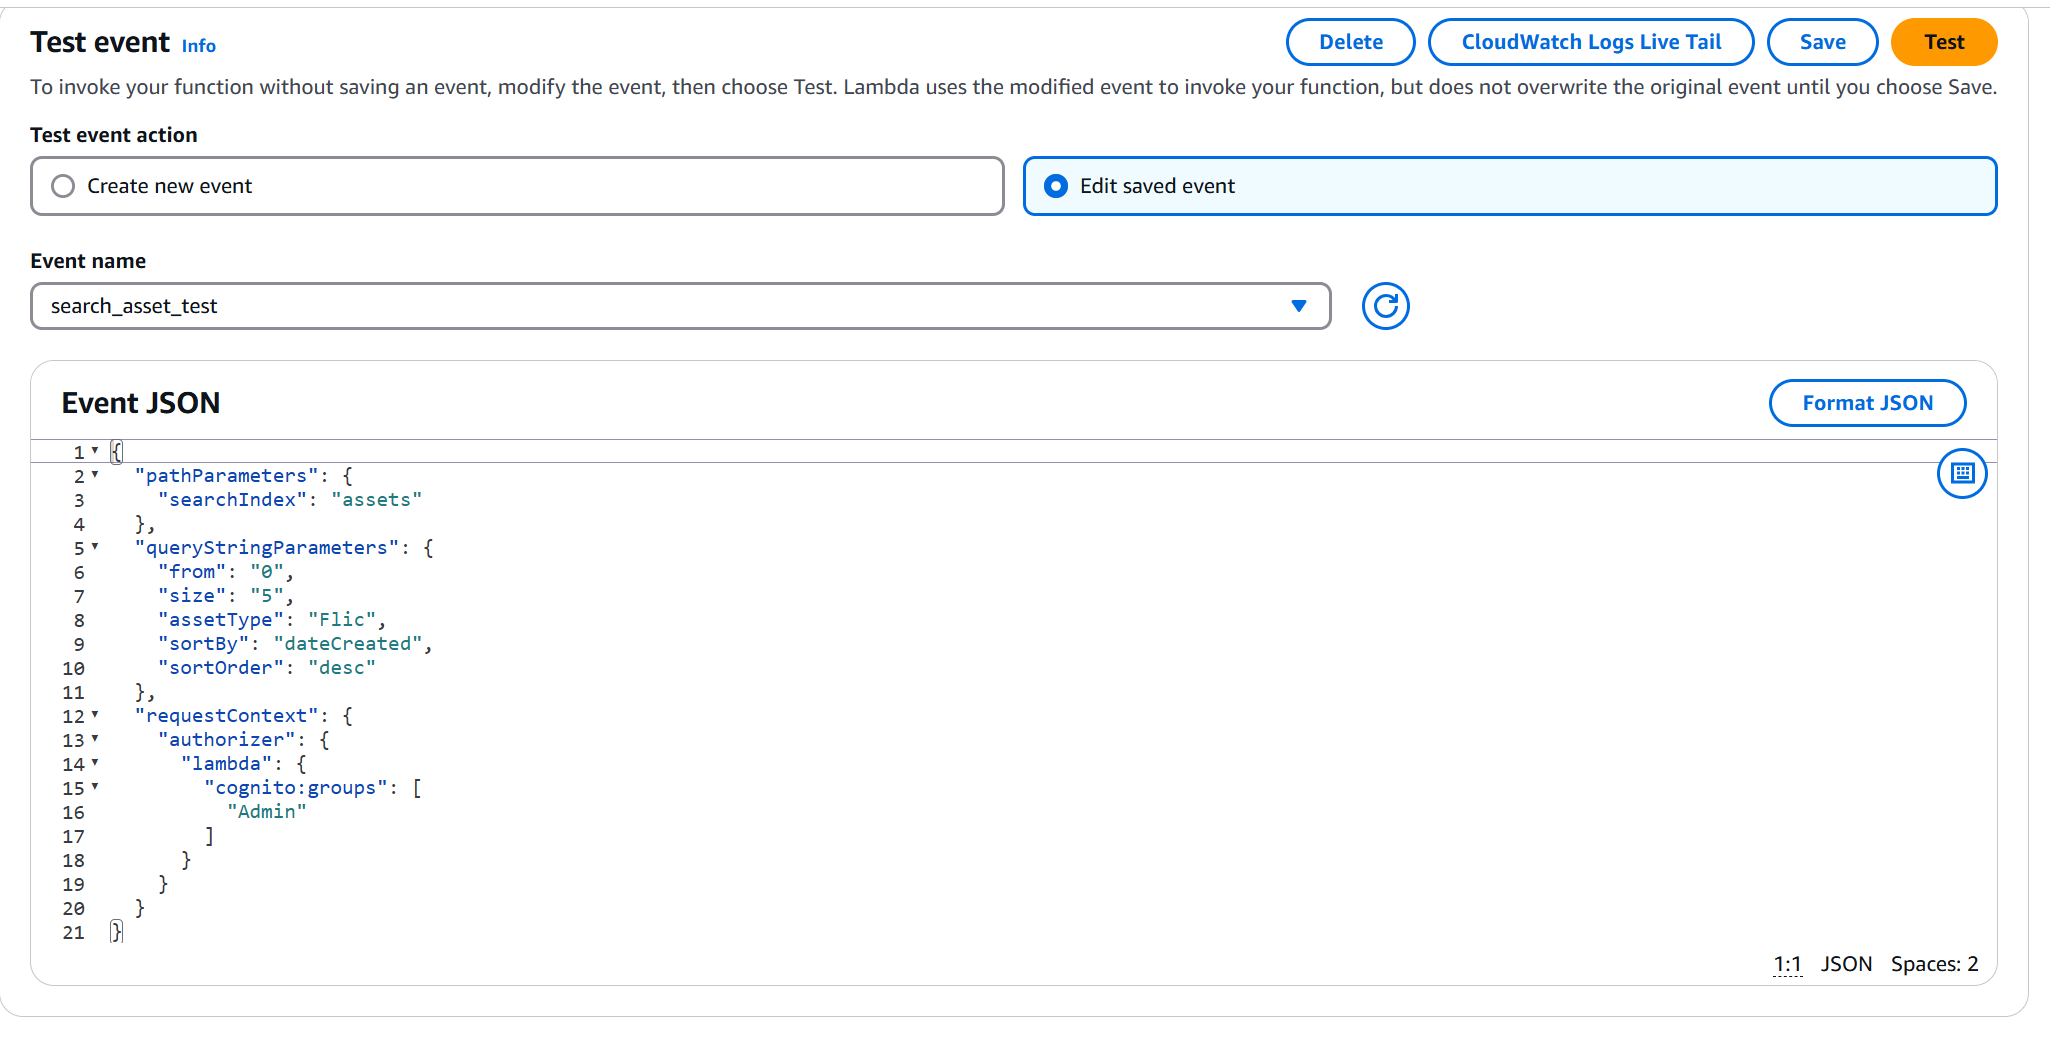 Test event Info
Delete
CloudWatch Logs Live Tail
Save
Test
To invoke your function without saving an event, modify the event, then choose Test. Lambda uses the modified event to invoke your function, but does not overwrite the original event until you choose Save.
Test event action
Create new event
Edit saved event
Event name
search_asset_test
Event JSON
Format JSON
1 {
2   "pathParameters": {
3     "searchIndex": "assets"
4   },
5   "queryStringParameters": {
6     "from": "0",
7     "size": "5",
8     "assetType": "Flic",
9     "sortBy": "dateCreated",
10     "sortOrder": "desc"
11   },
12   "requestContext": {
13     "authorizer": {
14       "lambda": {
15         "cognito:groups": [
16           "Admin"
17         ]
18       }
19     }
20   }
21 }
1:1 JSON Spaces: 2